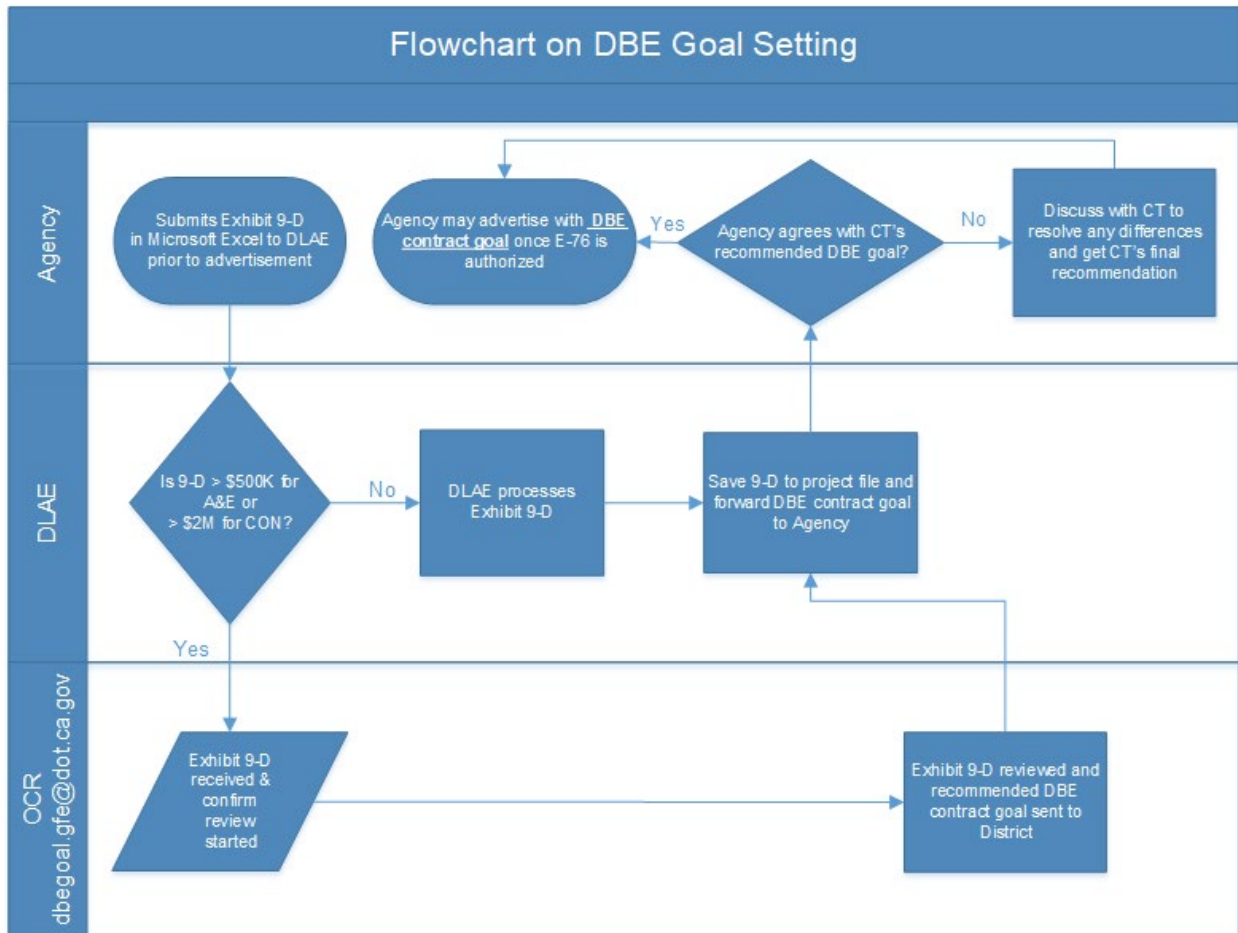 Flowchart on DBE Goal Setting
Agency
Submits Exhibit 9-D
in Microsoft Excel to DLAE
prior to advertisement
Agency may advertise with DBE
contract goal once E-76 is
authorized
Yes
Agency agrees with CT's
recommended DBE goal?
No
Discuss with CT to
resolve any differences
and get CT's final
recommendation
DLAE
Is 9-D > $500K for
A&E or
> $2M for CON?
No
DLAE processes
Exhibit 9-D
Save 9-D to project file and
forward DBE contract goal
to Agency
Yes
OCR
dbegoal.gfe@dot.ca.gov
Exhibit 9-D
received &
confirm
review
started
Exhibit 9-D reviewed and
recommended DBE
contract goal sent to
District